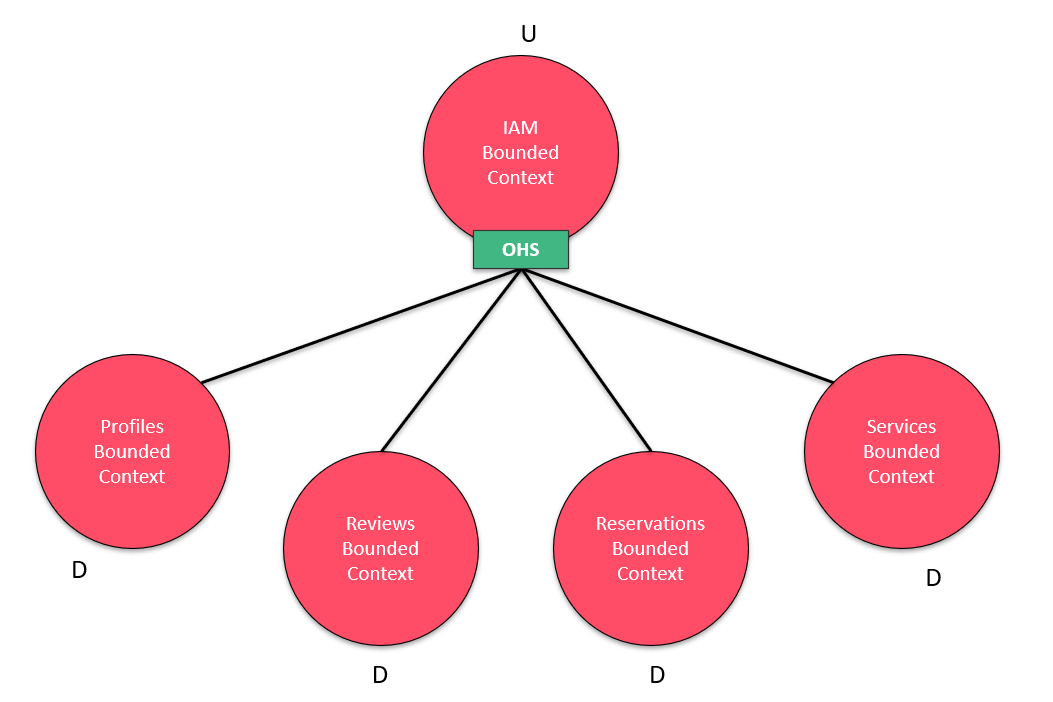 U
IAM
Bounded
Context
OHS
Profiles
Bounded
Context
D
Reviews
Bounded
Context
D
Reservations
Bounded
Context
D
Services
Bounded
Context
D